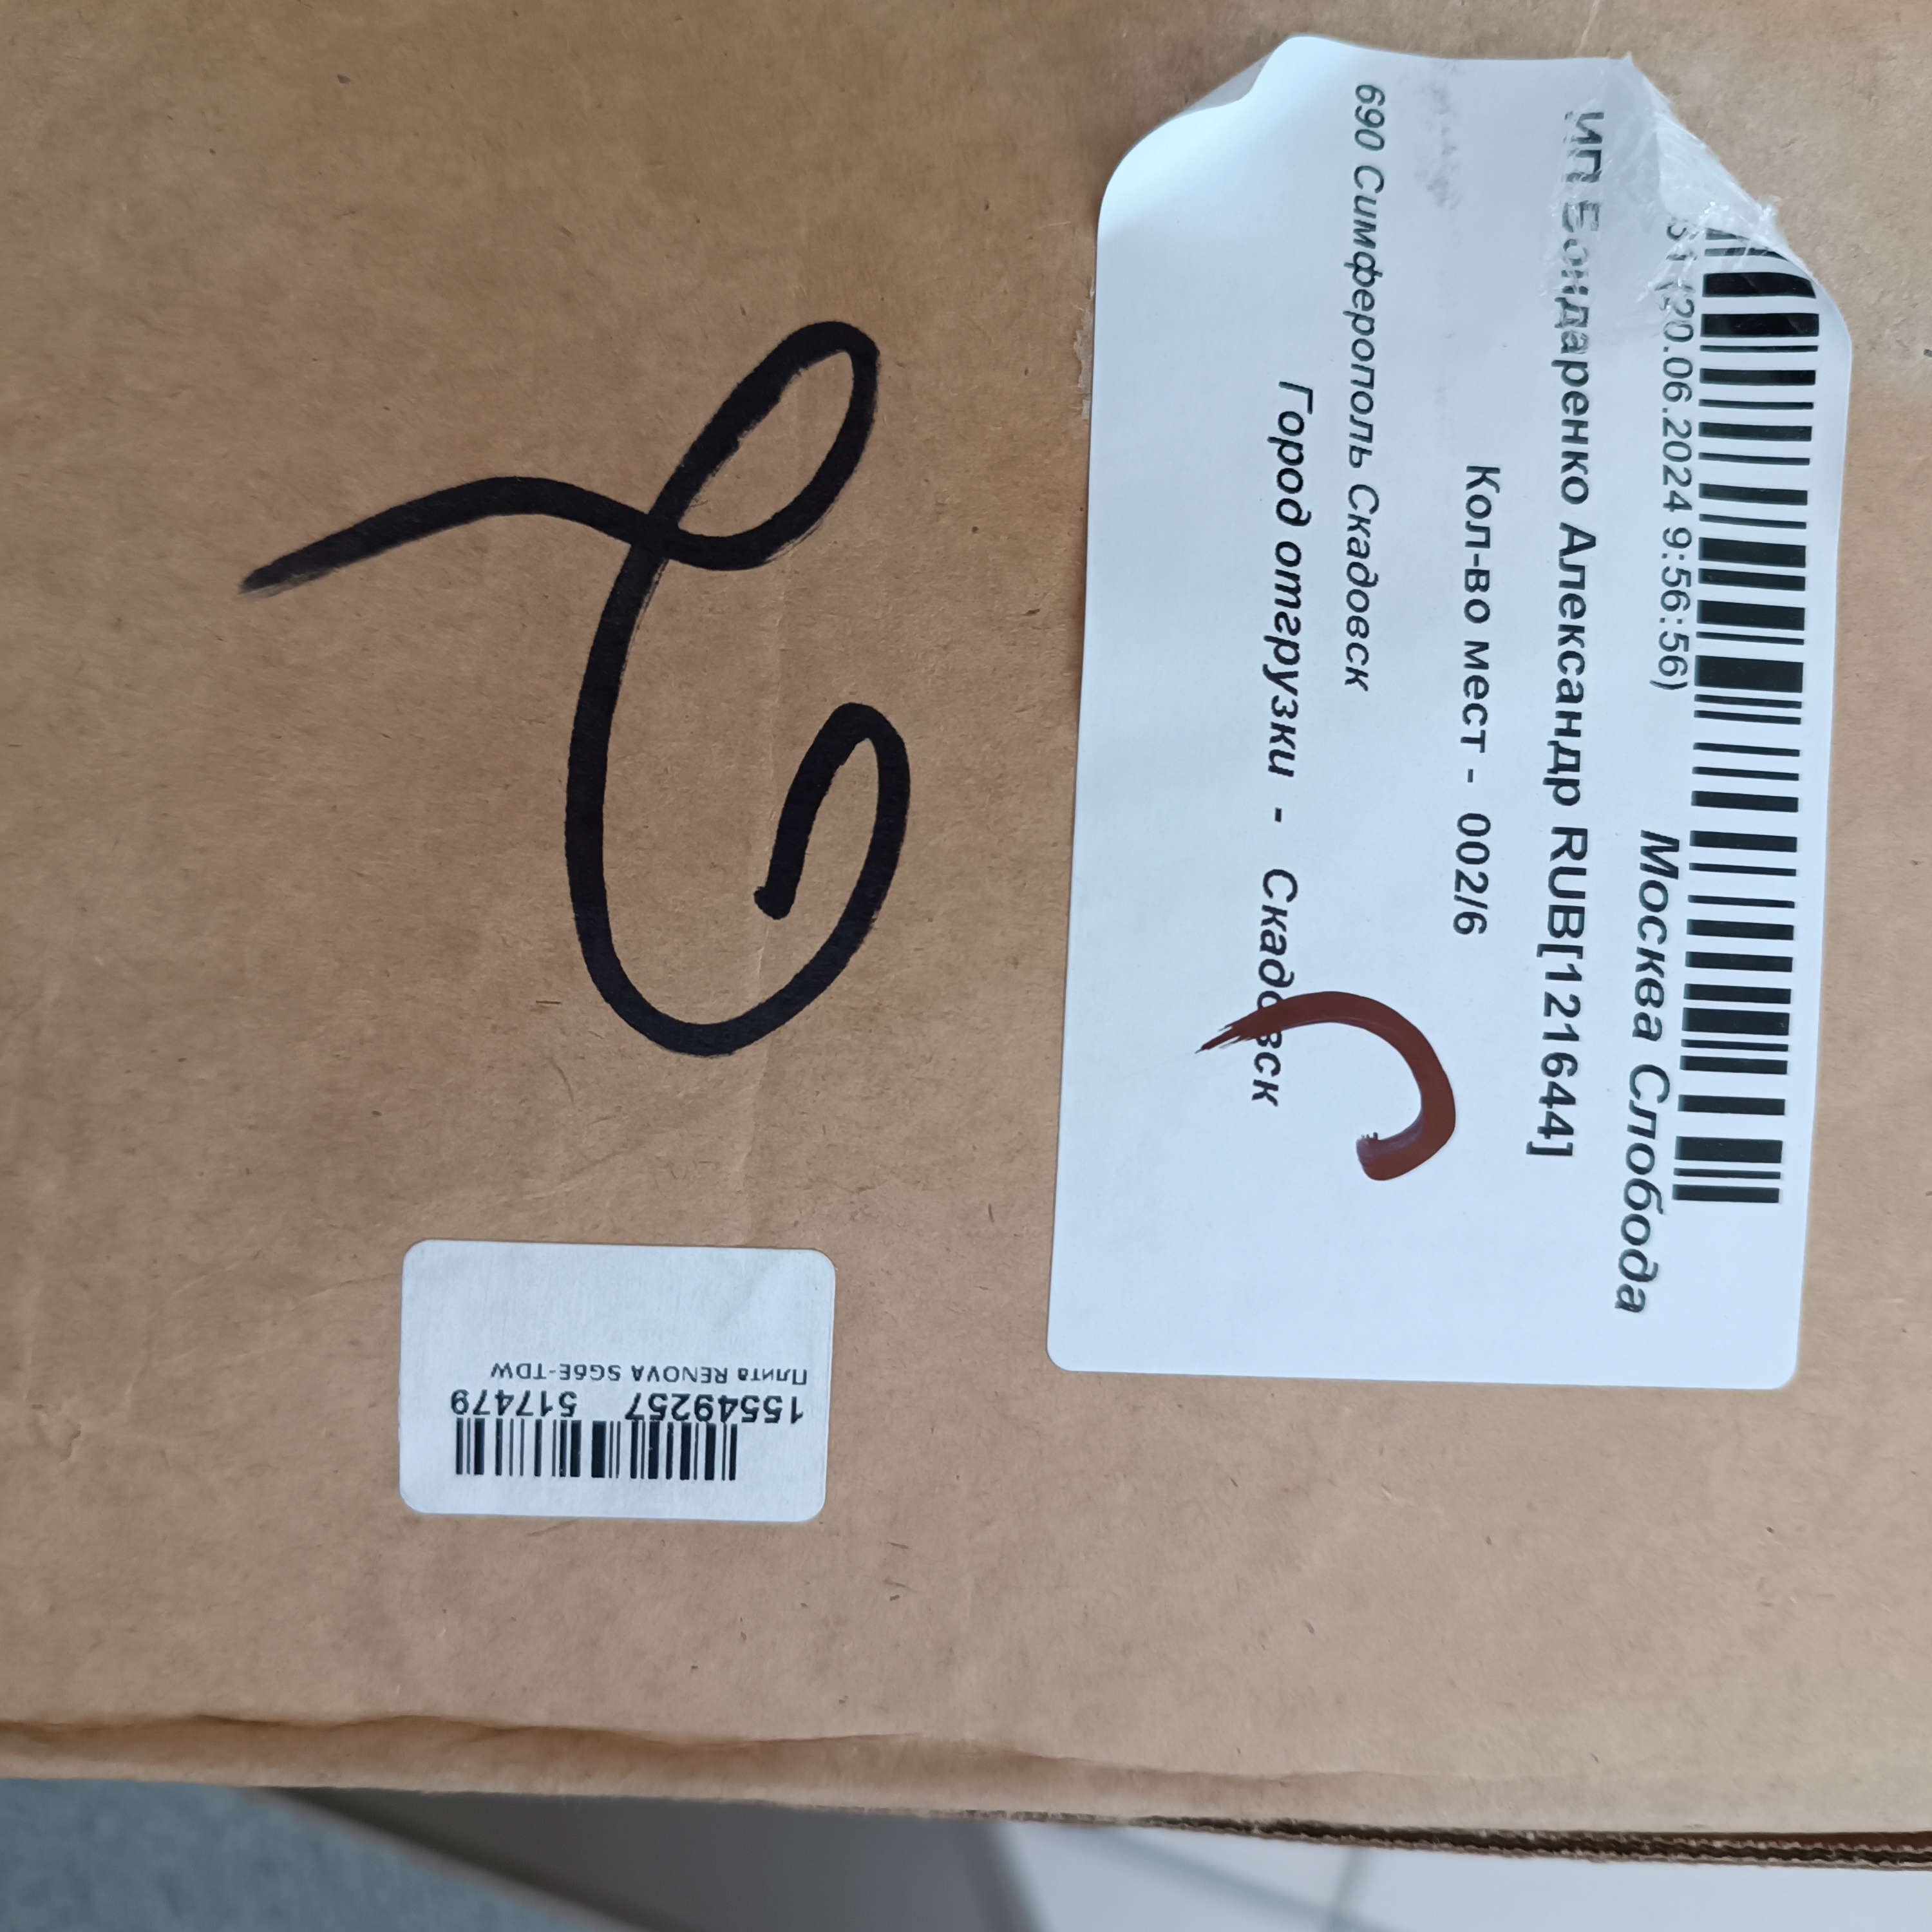 Москва Слобода
(20.06.2024 9:56:56)
ИП Бондаренко Александр RUB[121644]
Кол-во мест - 002/6
690 Симферополь Скадовск
Город отгрузки - Скадовск
15549257 517479
Плита RENOVA SG6E-TDW